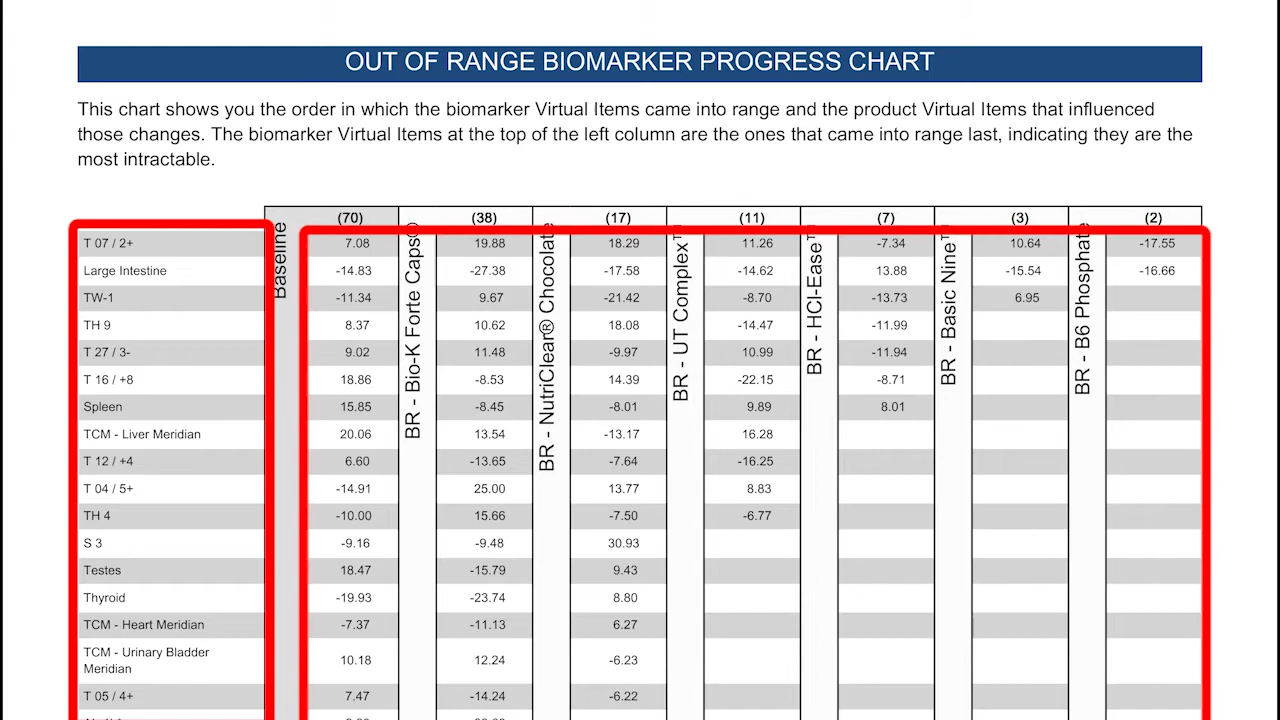 OUT OF RANGE BIOMARKER PROGRESS CHART
This chart shows you the order in which the biomarker Virtual Items came into range and the product Virtual Items that influenced
those changes. The biomarker Virtual Items at the top of the left column are the ones that came into range last, indicating they are the
most intractable.
(70) (38) (17) (11) (7) (3) (2)
Baseline
BR - Bio-K Forte Caps®
BR - NutriClear® Chocolate
BR - UT Complex™
BR - HCl-Ease™
BR - Basic Nine™
BR - B6 Phosphate
T 07 / 2+ 7.08 19.88 18.29 11.26 -7.34 10.64 -17.55
Large Intestine -14.83 -27.38 -17.58 -14.62 13.88 -15.54 -16.66
TW-1 -11.34 9.67 -21.42 -8.70 -13.73 6.95
TH 9 8.37 10.62 18.08 -14.47 -11.99
T 27 / 3- 9.02 11.48 -9.97 10.99 -11.94
T 16 / +8 18.86 -8.53 14.39 -22.15 -8.71
Spleen 15.85 -8.45 -8.01 9.89 8.01
TCM - Liver Meridian 20.06 13.54 -13.17 16.28
T 12 / +4 6.60 -13.65 -7.64 -16.25
T 04 / 5+ -14.91 25.00 13.77 8.83
TH 4 -10.00 15.66 -7.50 -6.77
S 3 -9.16 -9.48 30.93
Testes 18.47 -15.79 9.43
Thyroid -19.93 -23.74 8.80
TCM - Heart Meridian -7.37 -11.13 6.27
TCM - Urinary Bladder
Meridian 10.18 12.24 -6.23
T 05 / 4+ 7.47 -14.24 -6.22